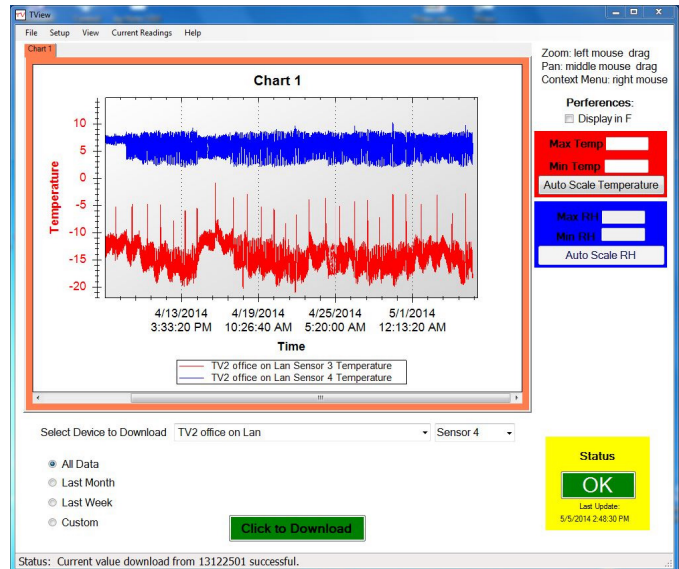 TView
File Setup View Current Readings Help
Chart 1
Zoom: left mouse drag
Pan: middle mouse drag
Context Menu: right mouse
Perferences:
Display in F
Max Temp
Min Temp
Auto Scale Temperature
Max RH
Min RH
Auto Scale RH
Chart 1
Temperature
10
5
0
-5
-10
-15
-20
4/13/2014 4/19/2014 4/25/2014 5/1/2014
3:33:20 PM 10:26:40 AM 5:20:00 AM 12:13:20 AM
Time
TV2 office on Lan Sensor 3 Temperature
TV2 office on Lan Sensor 4 Temperature
Select Device to Download TV2 office on Lan Sensor 4
All Data
Last Month
Last Week
Custom
Click to Download
Status
OK
Last Update:
5/5/2014 2:48:30 PM
Status: Current value download from 13122501 successful.